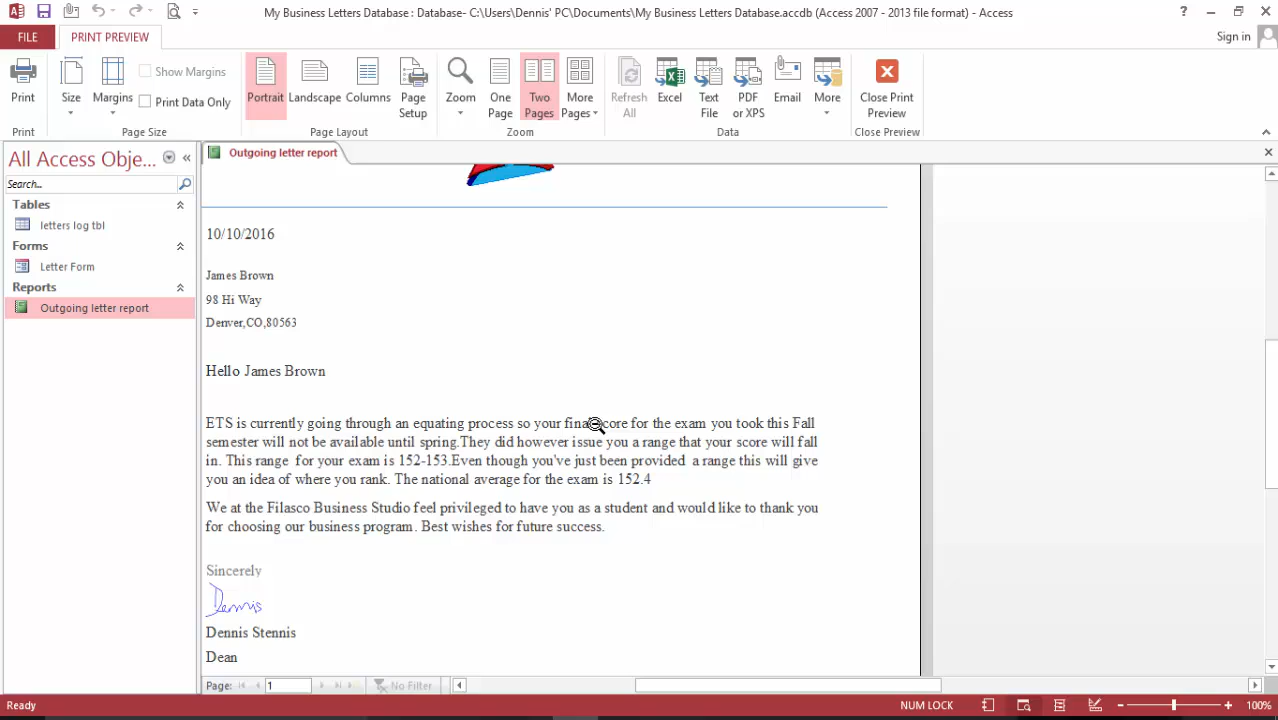 My Business Letters Database : Database- C:\Users\Dennis' PC\Documents\My Business Letters Database.accdb (Access 2007 - 2013 file format) - Access
Sign in
FILE
PRINT PREVIEW
Print
Size
Margins
Show Margins
Print Data Only
Portrait
Landscape
Columns
Page Setup
Zoom
One Page
Two Pages
More Pages
Refresh All
Excel
Text File
PDF or XPS
Email
More
Close Print Preview
Print
Page Size
Page Layout
Zoom
Data
Close Preview
All Access Obje...
Search...
Tables
letters log tbl
Forms
Letter Form
Reports
Outgoing letter report
Outgoing letter report
10/10/2016
James Brown
98 Hi Way
Denver,CO,80563
Hello James Brown
ETS is currently going through an equating process so your final score for the exam you took this Fall
semester will not be available until spring.They did however issue you a range that your score will fall
in. This range for your exam is 152-153.Even though you've just been provided a range this will give
you an idea of where you rank. The national average for the exam is 152.4
We at the Filasco Business Studio feel privileged to have you as a student and would like to thank you
for choosing our business program. Best wishes for future success.
Sincerely
Dennis
Dennis Stennis
Dean
Page: 1
No Filter
Ready
NUM LOCK
100%